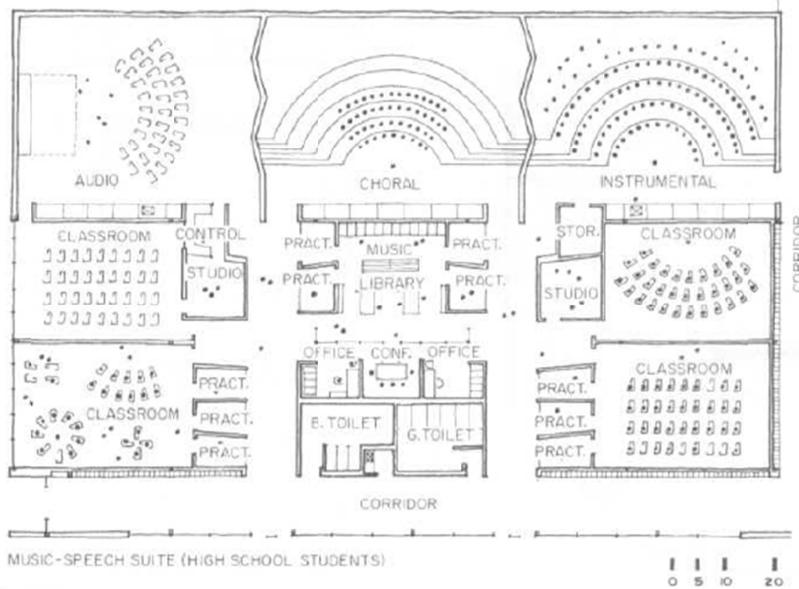 AUDIO
CHORAL
INSTRUMENTAL
CORRIDOR
CLASSROOM
CONTROL
STUDIO
PRACT.
MUSIC
PRACT.
STOR.
CLASSROOM
PRACT.
LIBRARY
PRACT.
STUDIO
OFFICE
CONF.
OFFICE
CLASSROOM
PRACT.
PRACT.
PRACT.
B. TOILET
G. TOILET
PRACT.
PRACT.
PRACT.
CLASSROOM
CORRIDOR
MUSIC-SPEECH SUITE (HIGH SCHOOL STUDENTS)
0 5 10 20